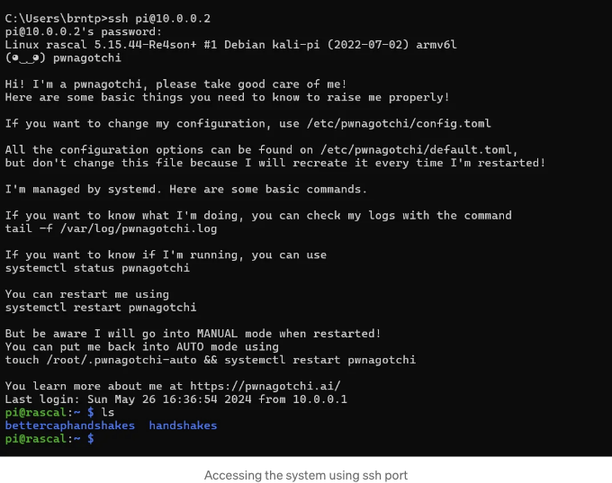 C:\Users\brntp>ssh pi@10.0.0.2
pi@10.0.0.2's password:
Linux rascal 5.15.44-Re4son+ #1 Debian kali-pi (2022-07-02) armv6l
(◕‿‿◕) pwnagotchi
Hi! I'm a pwnagotchi, please take good care of me!
Here are some basic things you need to know to raise me properly!
If you want to change my configuration, use /etc/pwnagotchi/config.toml
All the configuration options can be found on /etc/pwnagotchi/default.toml,
but don't change this file because I will recreate it every time I'm restarted!
I'm managed by systemd. Here are some basic commands.
If you want to know what I'm doing, you can check my logs with the command
tail -f /var/log/pwnagotchi.log
If you want to know if I'm running, you can use
systemctl status pwnagotchi
You can restart me using
systemctl restart pwnagotchi
But be aware I will go into MANUAL mode when restarted!
You can put me back into AUTO mode using
touch /root/.pwnagotchi-auto && systemctl restart pwnagotchi
You learn more about me at https://pwnagotchi.ai/
Last login: Sun May 26 16:36:54 2024 from 10.0.0.1
pi@rascal:~ $ ls
bettercaphandshakes  handshakes
pi@rascal:~ $
Accessing the system using ssh port